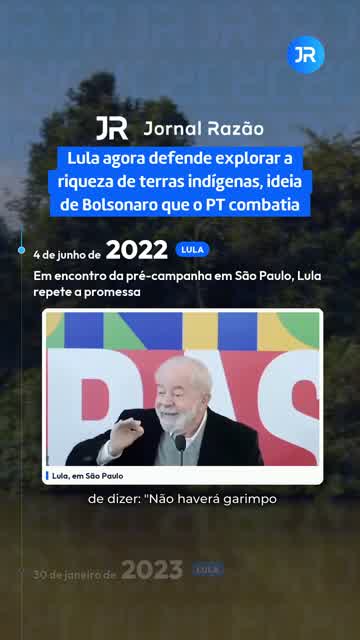 JR
JR Jornal Razão
Lula agora defende explorar a
riqueza de terras indígenas, ideia
de Bolsonaro que o PT combatia
4 de junho de 2022 LULA
Em encontro da pré-campanha em São Paulo, Lula
repete a promessa
Lula, em São Paulo
de dizer: "Não haverá garimpo
30 de janeiro de 2023 LULA